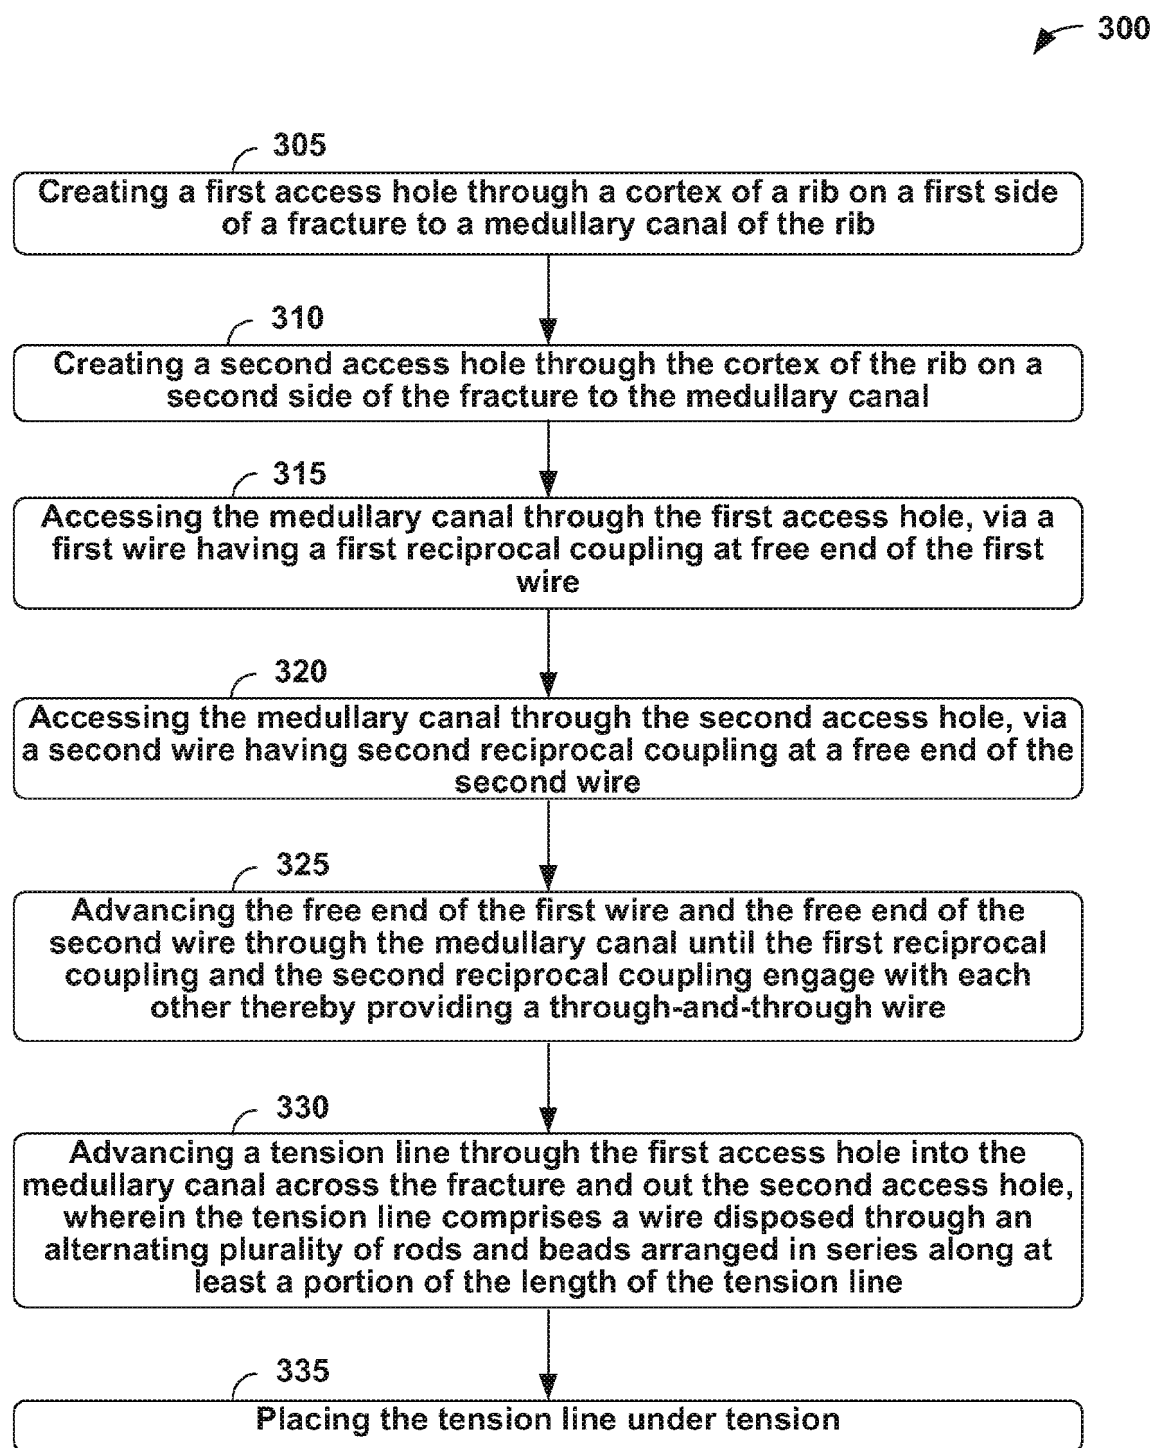 300
305
Creating a first access hole through a cortex of a rib on a first side
of a fracture to a medullary canal of the rib
310
Creating a second access hole through the cortex of the rib on a
second side of the fracture to the medullary canal
315
Accessing the medullary canal through the first access hole, via a
first wire having a first reciprocal coupling at free end of the first
wire
320
Accessing the medullary canal through the second access hole, via
a second wire having second reciprocal coupling at a free end of the
second wire
325
Advancing the free end of the first wire and the free end of the
second wire through the medullary canal until the first reciprocal
coupling and the second reciprocal coupling engage with each
other thereby providing a through-and-through wire
330
Advancing a tension line through the first access hole into the
medullary canal across the fracture and out the second access hole,
wherein the tension line comprises a wire disposed through an
alternating plurality of rods and beads arranged in series along at
least a portion of the length of the tension line
335
Placing the tension line under tension